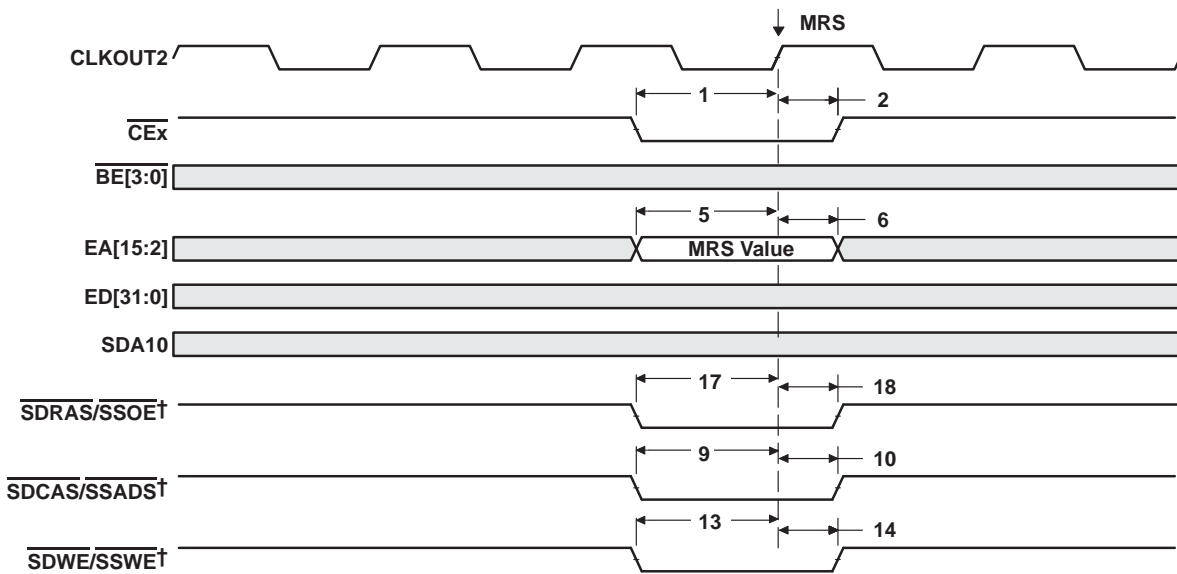 MRS
CLKOUT2
1
2
CEx
BE[3:0]
5
6
EA[15:2]
MRS Value
ED[31:0]
SDA10
17
18
SDRAS/SSOE†
9
10
SDCAS/SSADS†
13
14
SDWE/SSWE†